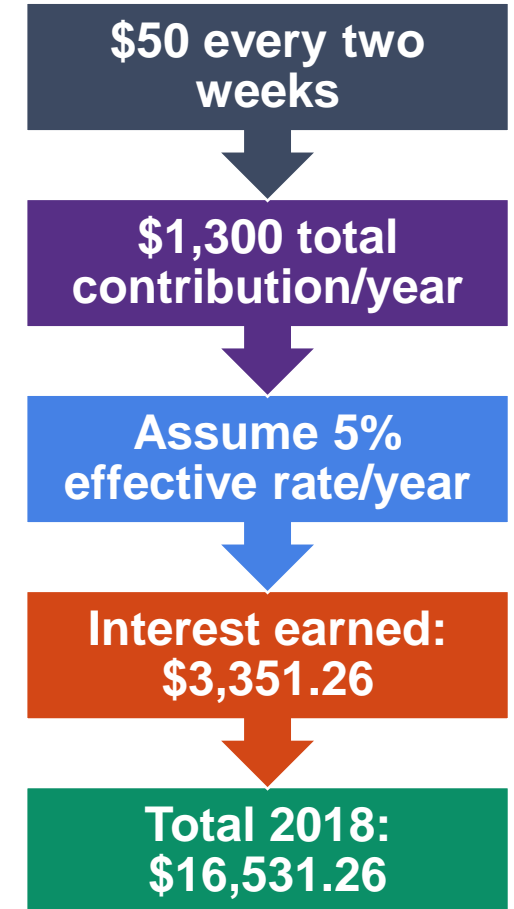 $50 every two
weeks
$1,300 total
contribution/year
Assume 5%
effective rate/year
Interest earned:
$3,351.26
Total 2018:
$16,531.26